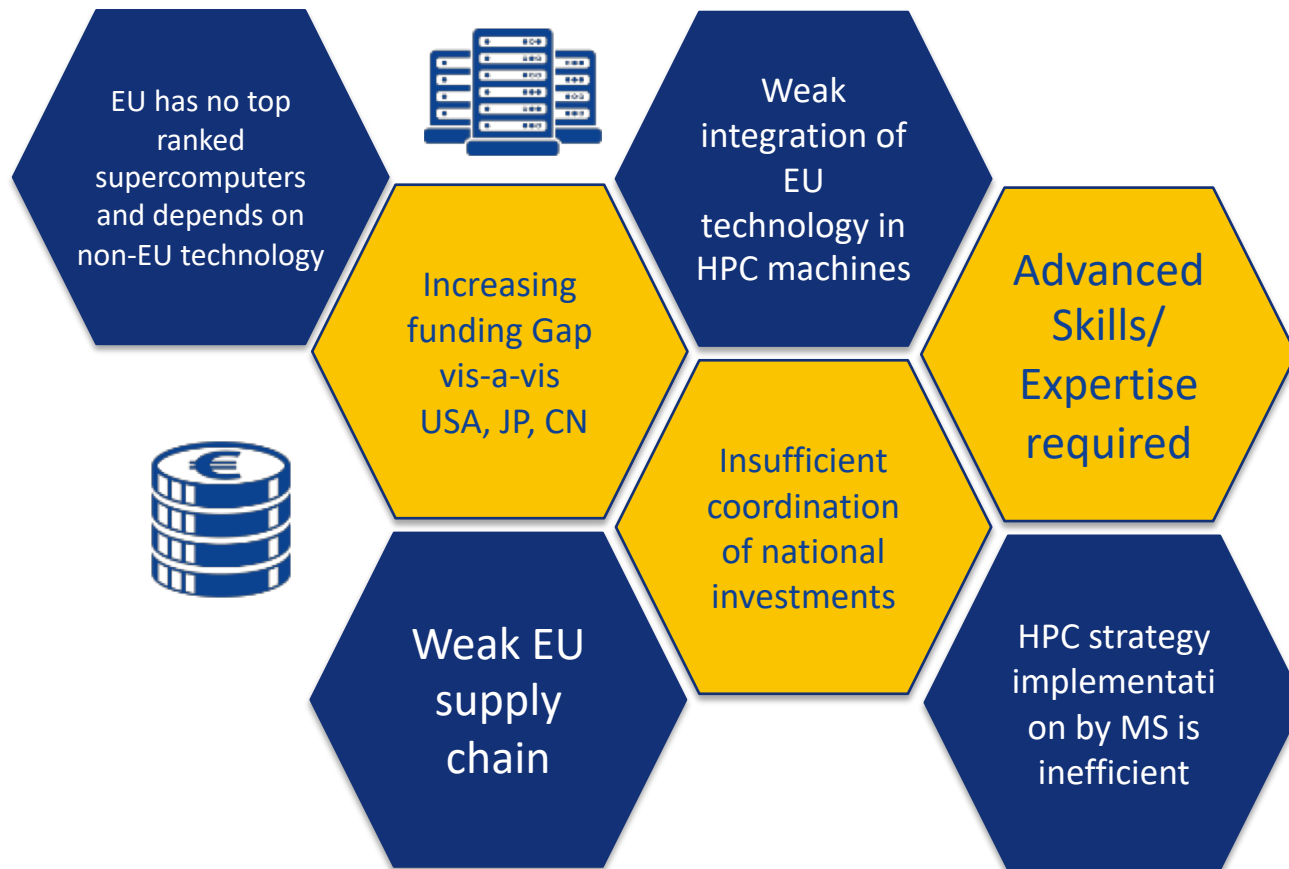 EU has no top
ranked
supercomputers
and depends on
non-EU technology
Increasing
funding Gap
vis-a-vis
USA, JP, CN
Weak
integration of
EU
technology in
HPC machines
Advanced
Skills/
Expertise
required
Insufficient
coordination
of national
investments
€
Weak EU
supply
chain
HPC strategy
implementati
on by MS is
inefficient